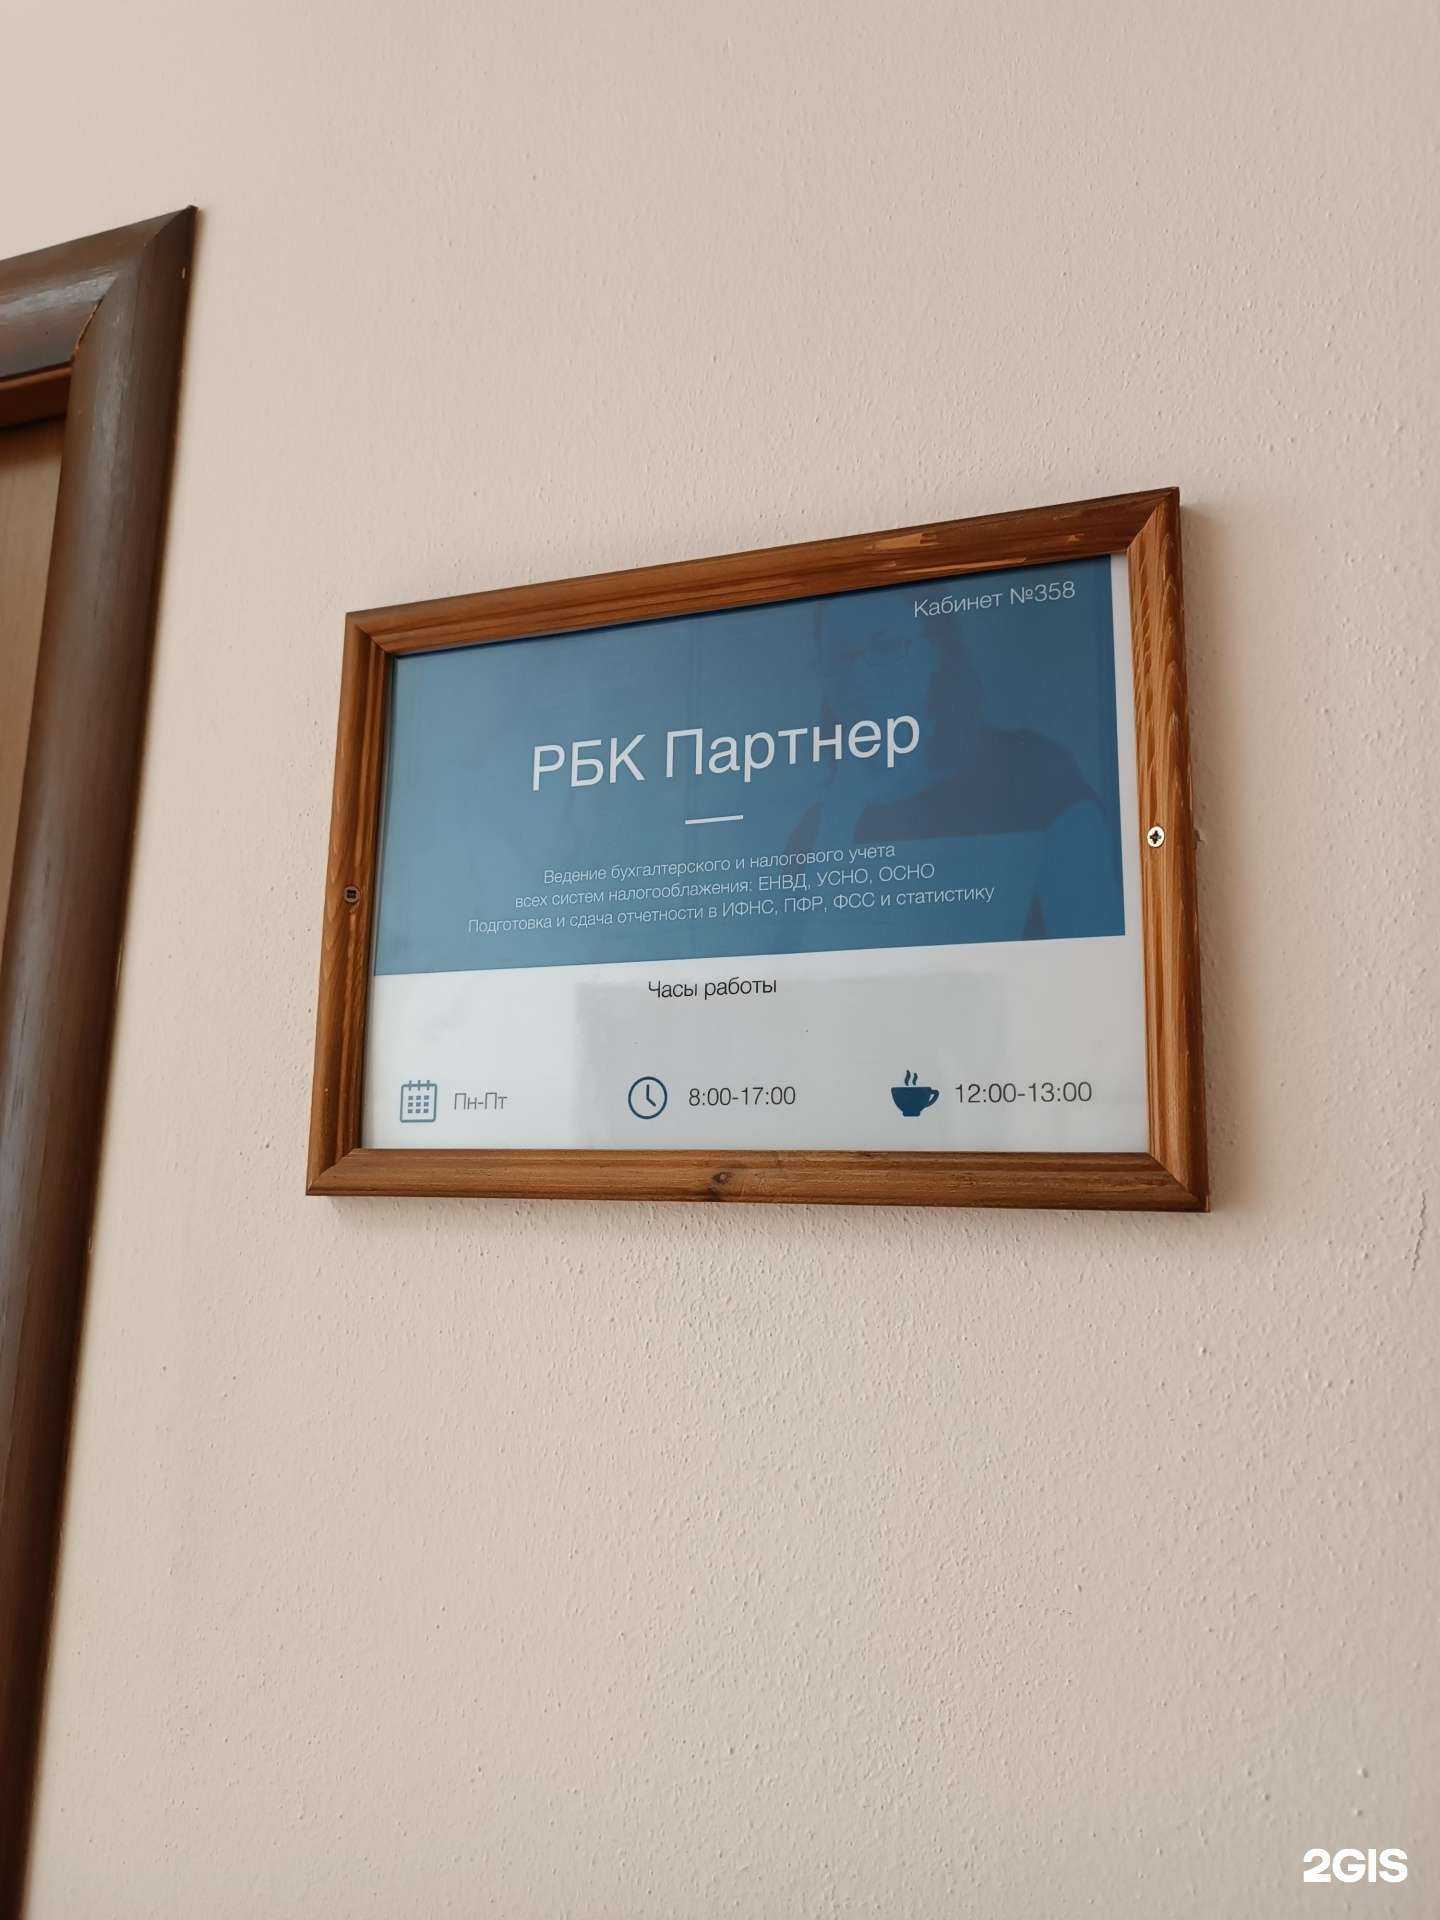 Кабинет №358
РБК Партнер
Ведение бухгалтерского и налогового учета
всех систем налогооблажения: ЕНВД, УСНО, ОСНО
Подготовка и сдача отчетности в ИФНС, ПФР, ФСС и статистику
Часы работы
Пн-Пт
8:00-17:00
12:00-13:00
2GIS